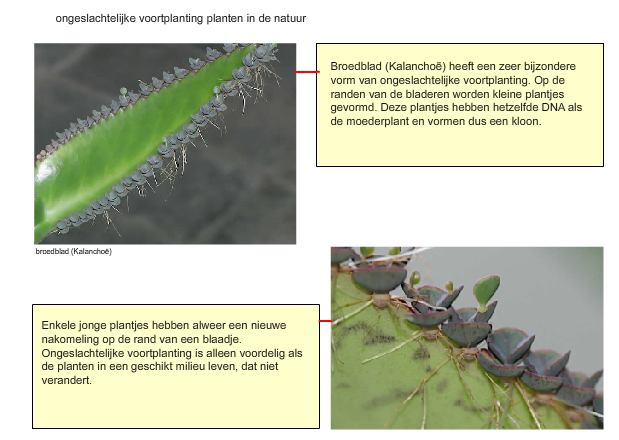 ongeslachtelijke voortplanting planten in de natuur
Broedblad (Kalanchoë) heeft een zeer bijzondere
vorm van ongeslachtelijke voortplanting. Op de
randen van de bladeren worden kleine plantjes
gevormd. Deze plantjes hebben hetzelfde DNA als
de moederplant en vormen dus een kloon.
broedblad (Kalanchoë)
Enkele jonge plantjes hebben alweer een nieuwe
nakomeling op de rand van een blaadje.
Ongeslachtelijke voortplanting is alleen voordelig als
de planten in een geschikt milieu leven, dat niet
verandert.